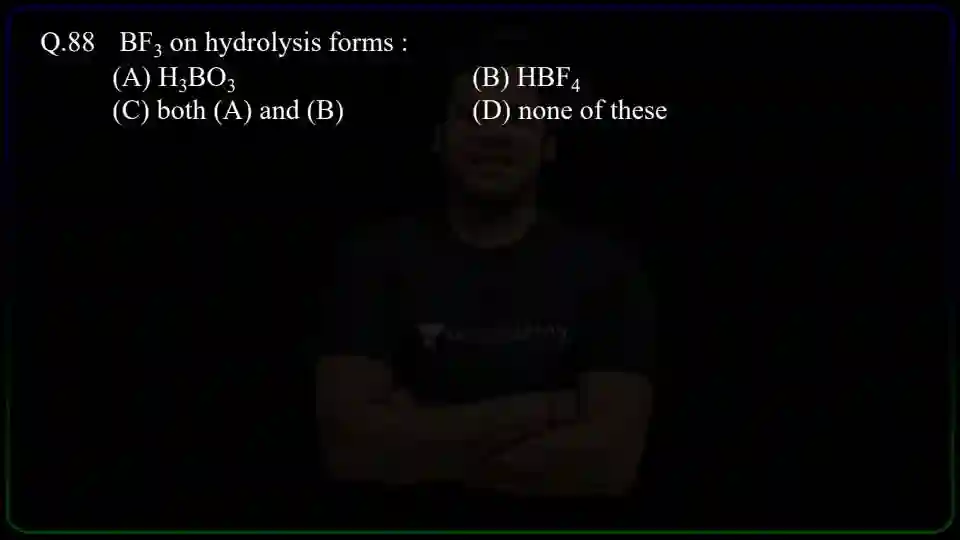 Q.88 BF₃ on hydrolysis forms :
(A) H₃BO₃ (B) HBF₄
(C) both (A) and (B) (D) none of these